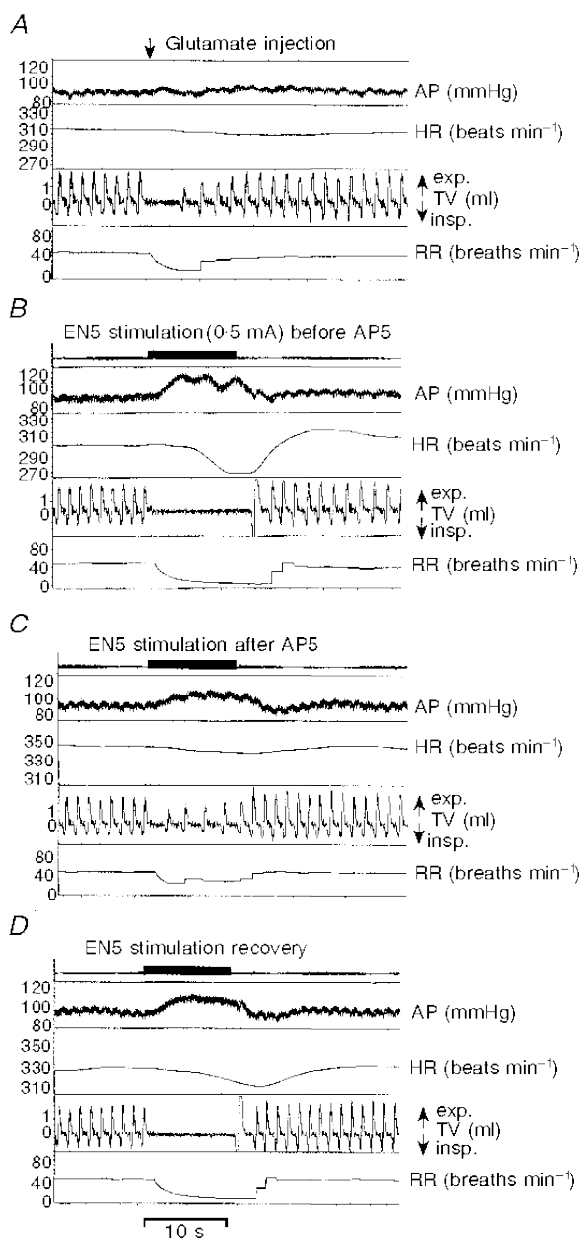 A
Glutamate injection
120
100
80
AP (mmHg)
330
310
290
270
HR (beats min⁻¹)
1
0
exp.
TV (ml)
insp.
80
40
0
RR (breaths min⁻¹)
B
EN5 stimulation (0·5 mA) before AP5
120
100
80
AP (mmHg)
330
310
290
270
HR (beats min⁻¹)
1
0
exp.
TV (ml)
insp.
80
40
0
RR (breaths min⁻¹)
C
EN5 stimulation after AP5
120
100
80
AP (mmHg)
350
330
310
HR (beats min⁻¹)
1
0
exp.
TV (ml)
insp.
80
40
0
RR (breaths min⁻¹)
D
EN5 stimulation recovery
120
100
80
AP (mmHg)
350
330
310
HR (beats min⁻¹)
1
0
exp.
TV (ml)
insp.
80
40
0
RR (breaths min⁻¹)
10 s